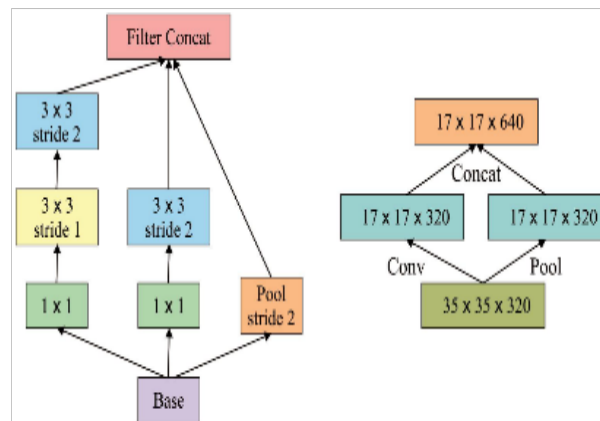 Filter Concat
3 x 3
stride 2
3 x 3
stride 1
3 x 3
stride 2
1 x 1
1 x 1
Pool
stride 2
Base
17 x 17 x 640
Concat
17 x 17 x 320
17 x 17 x 320
Conv
Pool
35 x 35 x 320